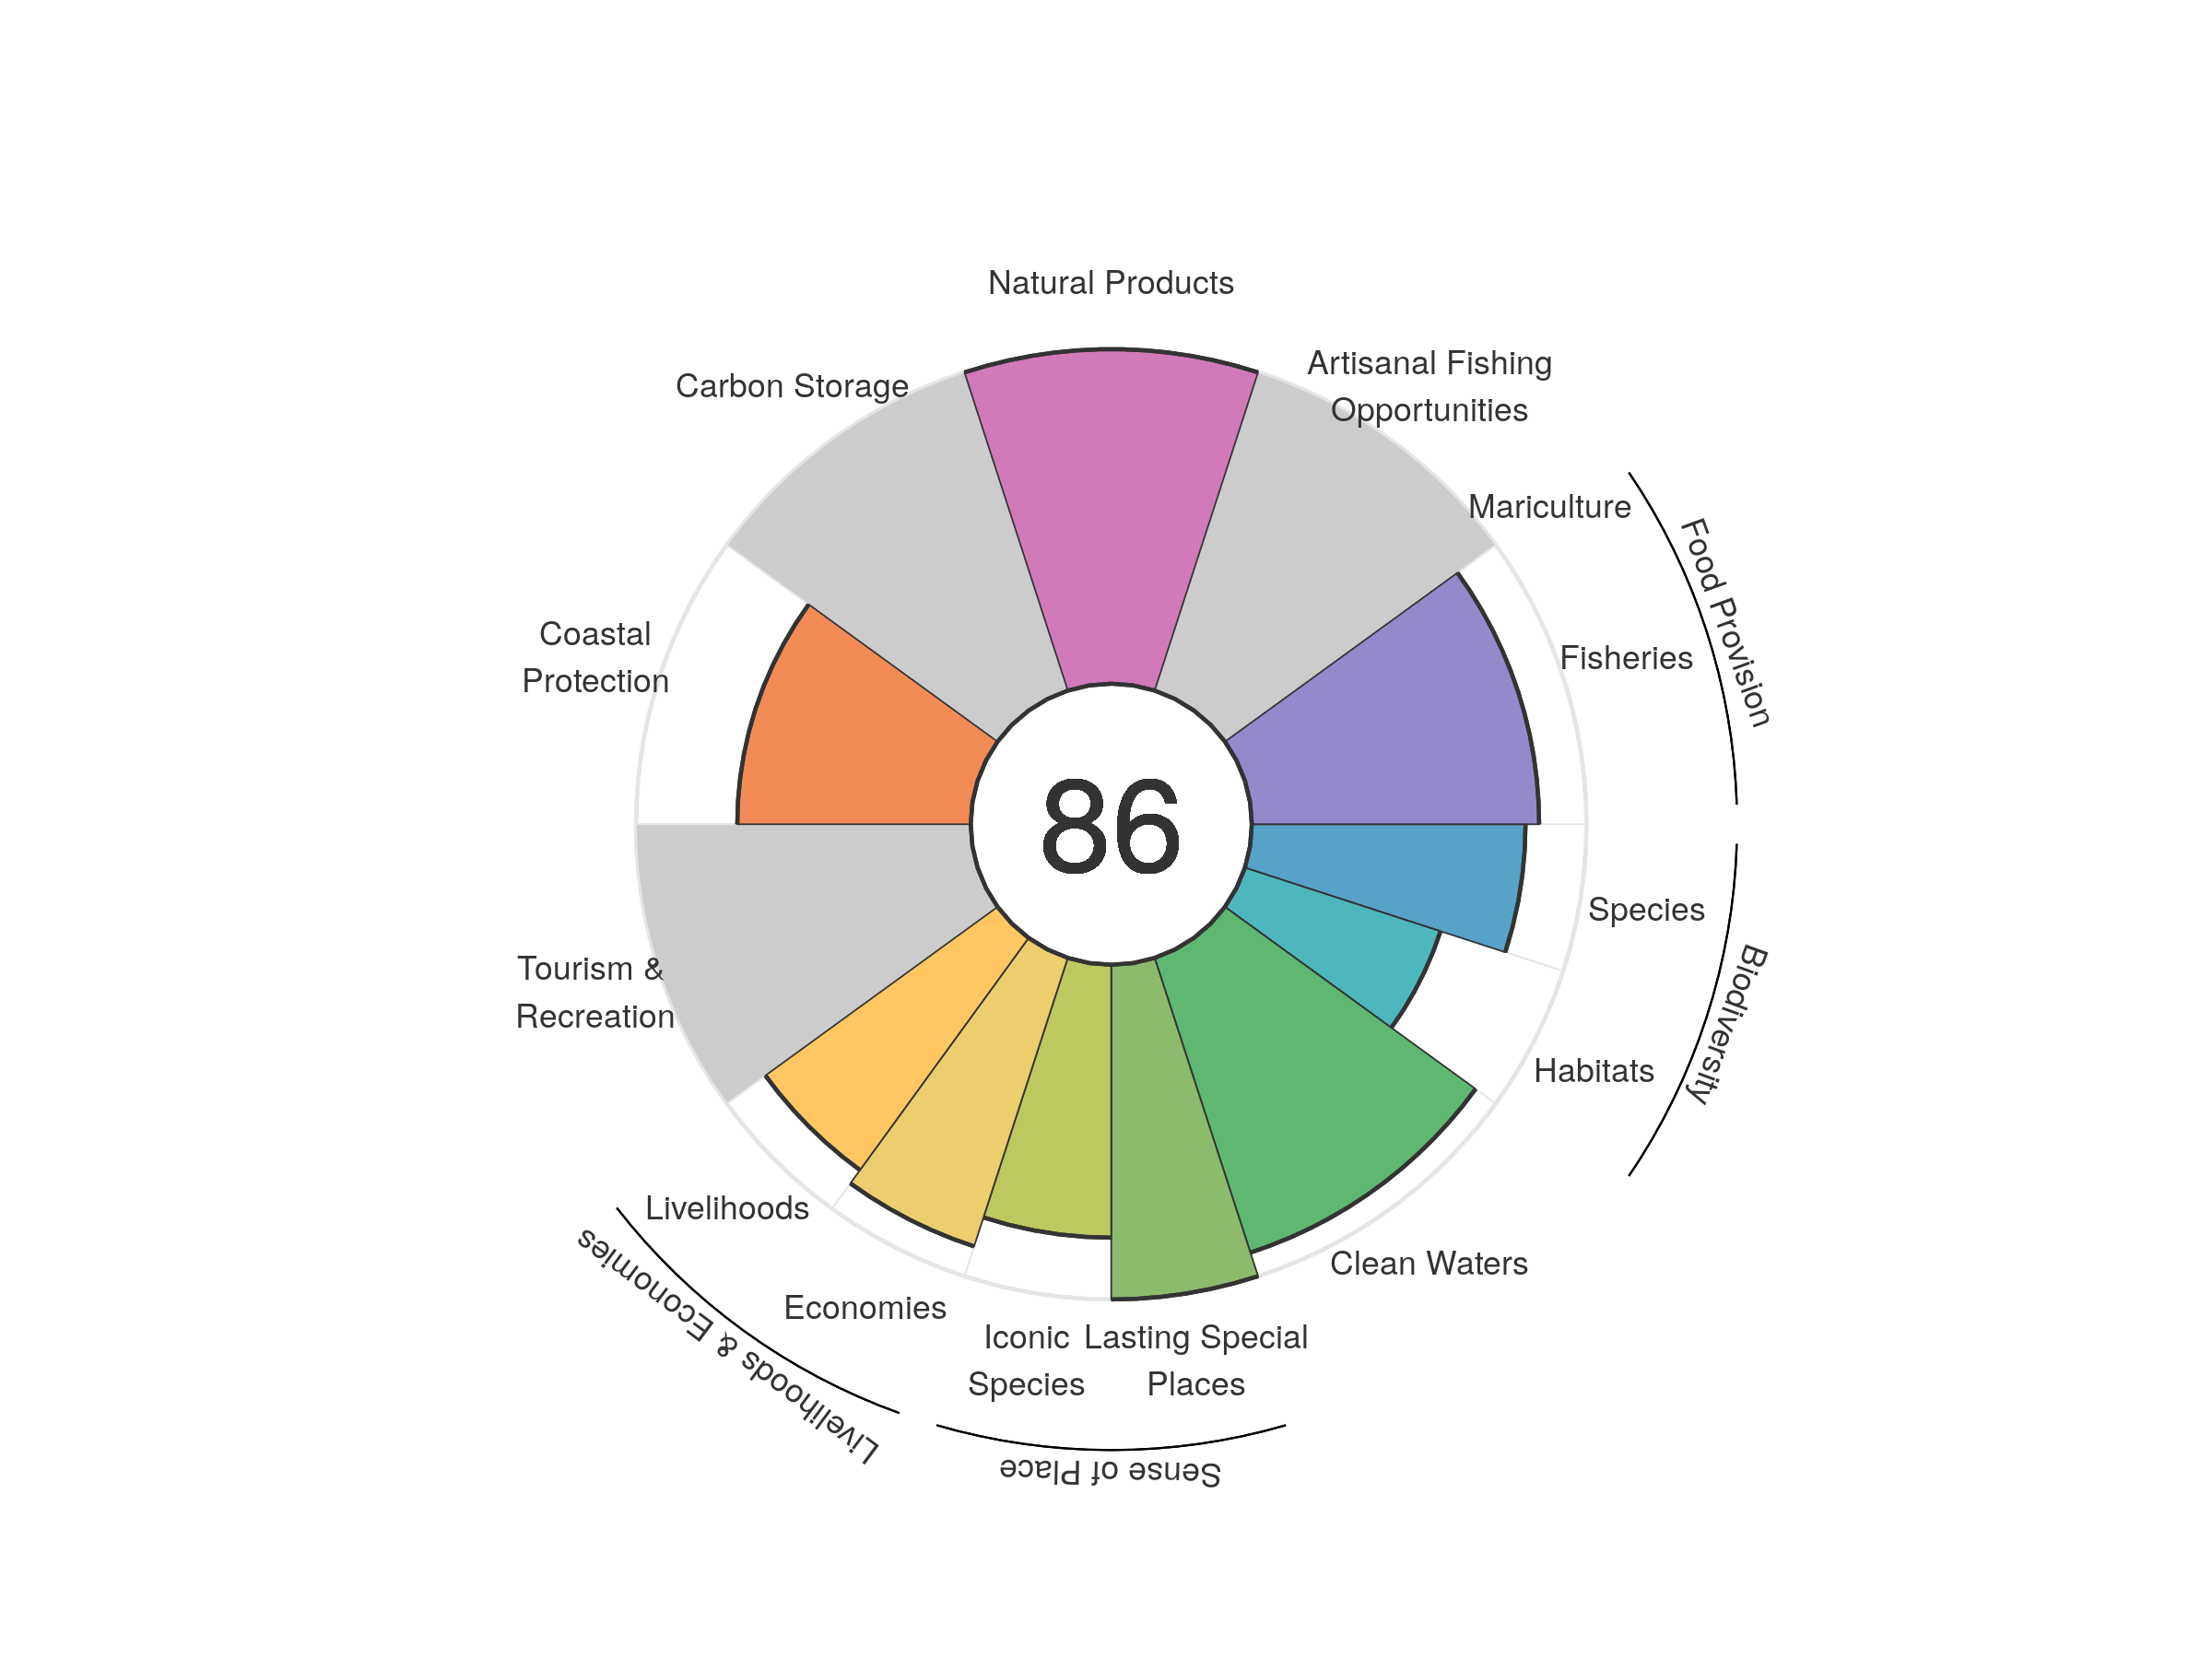 Natural Products
Artisanal Fishing
Opportunities
Carbon Storage
Mariculture
Food Provision
Fisheries
Coastal
Protection
86
Species
Biodiversity
Tourism &
Recreation
Habitats
Livelihoods
Livelihoods & Economies
Clean Waters
Economies
Iconic
Species
Lasting Special
Places
Sense of Place